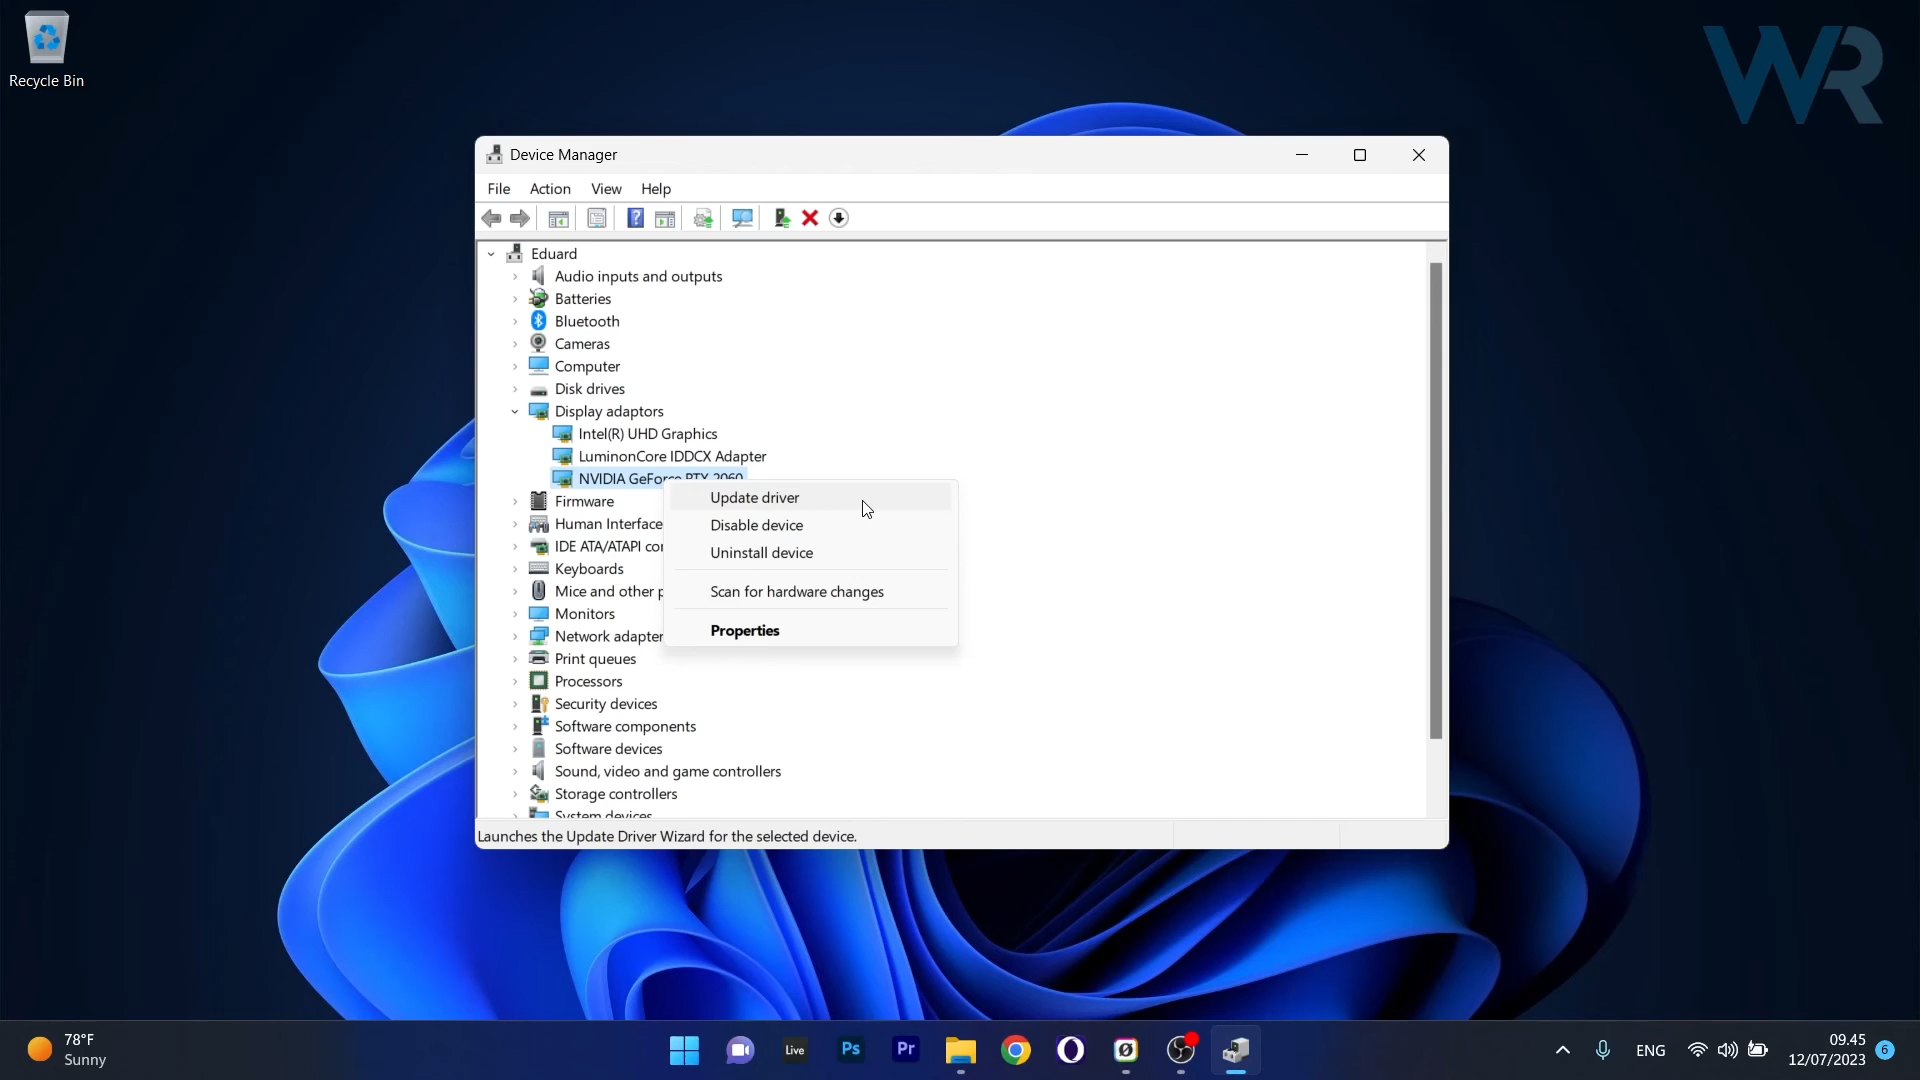 Recycle Bin
WR
Device Manager
File Action View Help
Eduard
Audio inputs and outputs
Batteries
Bluetooth
Cameras
Computer
Disk drives
Display adaptors
Intel(R) UHD Graphics
LuminonCore IDDCX Adapter
NVIDIA GeForce RTX 2060
Update driver
Firmware
Disable device
Human Interface
Uninstall device
IDE ATA/ATAPI
Keyboards
Scan for hardware changes
Mice and other
Monitors
Properties
Network adapter
Print queues
Processors
Security devices
Software components
Software devices
Sound, video and game controllers
Storage controllers
System devices
Launches the Update Driver Wizard for the selected device.
78°F
Sunny
Live
Ps
Pr
ENG
09.45
12/07/2023
6